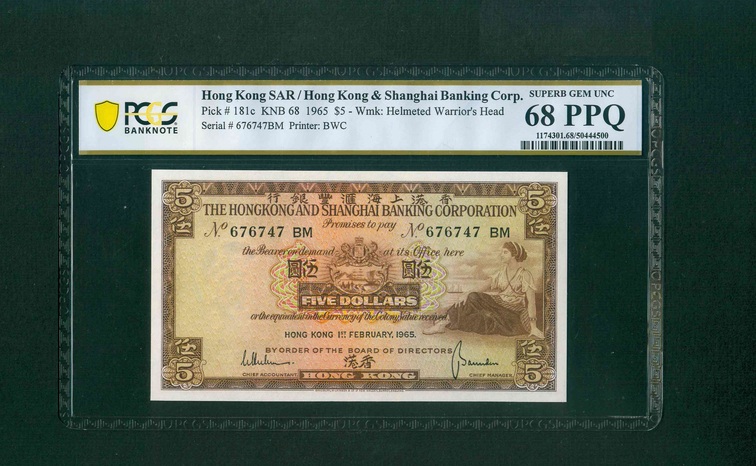 Hong Kong SAR / Hong Kong & Shanghai Banking Corp.
Pick # 181c KNB 68 1965 $5 - Wmk: Helmeted Warrior's Head
Serial # 676747BM Printer: BWC
SUPERB GEM UNC
68 PPQ
1174301.68/50444500
PCGS
BANKNOTE
5 5
伍 伍
行銀豐滙海上港香
THE HONGKONG AND SHANGHAI BANKING CORPORATION
Promises to pay
No 676747 BM No 676747 BM
the Bearer on demand at its Office here
圓伍 圓伍
FIVE DOLLARS
or the equivalent in the Currency of the Colony value received
HONG KONG 1ST FEBRUARY, 1965.
BY ORDER OF THE BOARD OF DIRECTORS
伍 伍
港香
CHIEF ACCOUNTANT. HONG KONG CHIEF MANAGER.
5 5